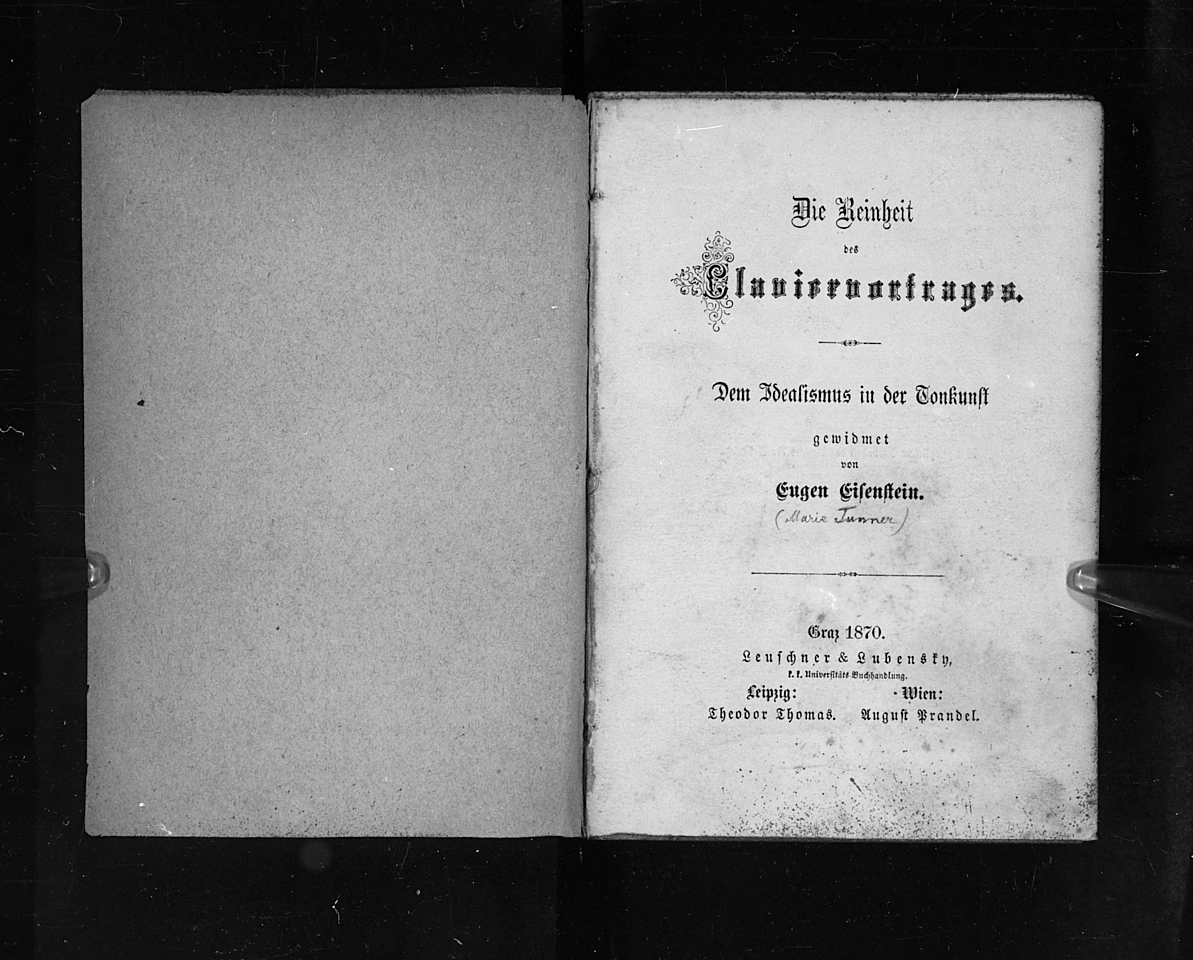 Die Reinheit
des
Claviervortrages.
Dem Idealismus in der Tonkunst
gewidmet
von
Eugen Eisenstein.
(Marie Tunner)
Graz 1870.
Leuschner & Lubensky,
k. k. Universitäts Buchhandlung.
Leipzig: Wien:
Theodor Thomas. August Prandel.